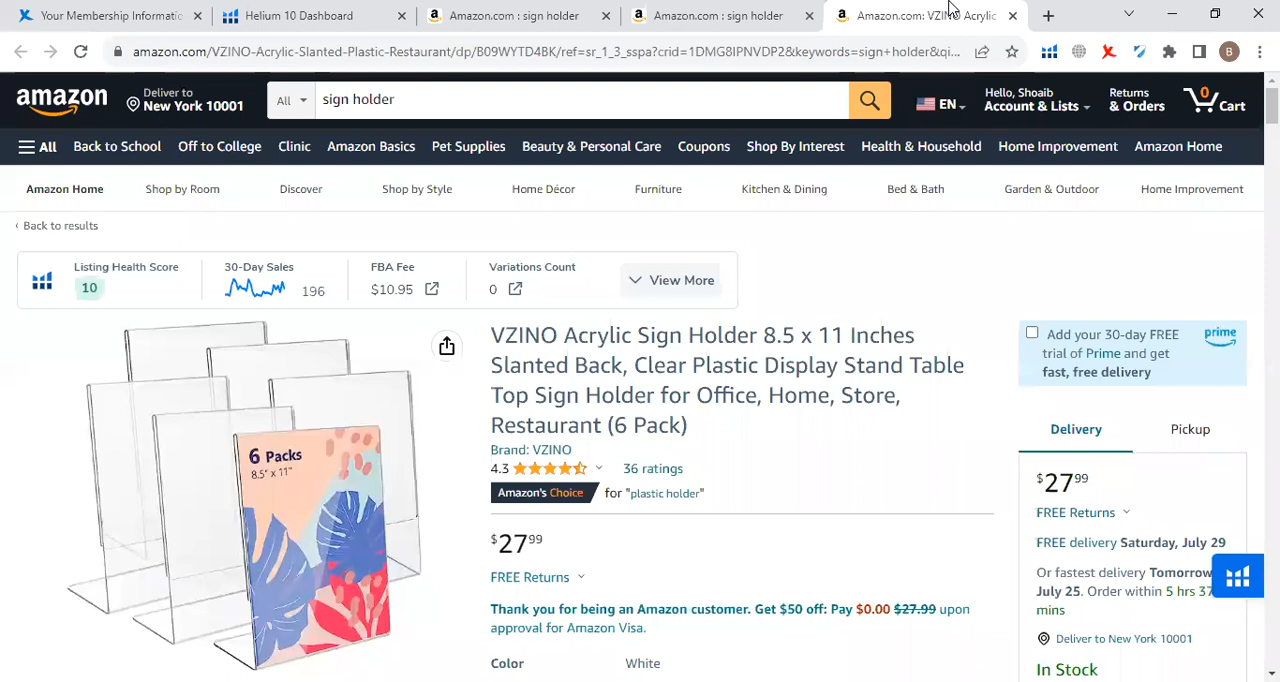 Your Membership Informati
Helium 10 Dashboard
Amazon.com : sign holder
Amazon.com : sign holder
Amazon.com: VZINO Acrylic
amazon.com/VZINO-Acrylic-Slanted-Plastic-Restaurant/dp/B09WYTD4BK/ref=sr_1_3_sspa?crid=1DMG8IPNVDP2&keywords=sign+holder&qi...
B
amazon
Deliver to
New York 10001
All
sign holder
EN
Hello, Shoaib
Account & Lists
Returns
& Orders
0
Cart
All
Back to School
Off to College
Clinic
Amazon Basics
Pet Supplies
Beauty & Personal Care
Coupons
Shop By Interest
Health & Household
Home Improvement
Amazon Home
Amazon Home
Shop by Room
Discover
Shop by Style
Home Décor
Furniture
Kitchen & Dining
Bed & Bath
Garden & Outdoor
Home Improvement
‹ Back to results
Listing Health Score
10
30-Day Sales
196
FBA Fee
$10.95
Variations Count
0
View More
6 Packs
8.5" x 11"
VZINO Acrylic Sign Holder 8.5 x 11 Inches
Slanted Back, Clear Plastic Display Stand Table
Top Sign Holder for Office, Home, Store,
Restaurant (6 Pack)
Brand: VZINO
4.3
36 ratings
Amazon's Choice for "plastic holder"
$27.99
FREE Returns
Thank you for being an Amazon customer. Get $50 off: Pay $0.00 $27.99 upon
approval for Amazon Visa.
Color White
Add your 30-day FREE
trial of Prime and get
fast, free delivery
prime
Delivery
Pickup
$27.99
FREE Returns
FREE delivery Saturday, July 29
Or fastest delivery Tomorrow,
July 25. Order within 5 hrs 37
mins
Deliver to New York 10001
In Stock